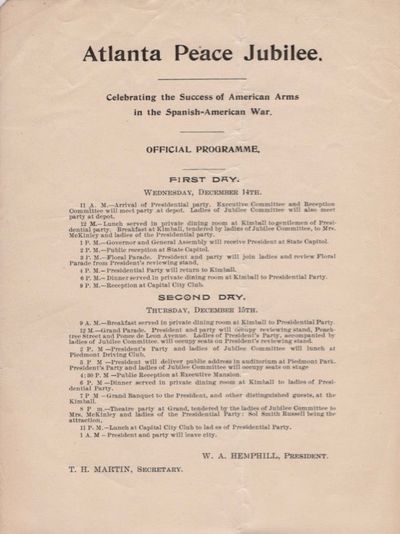 Atlanta Peace Jubilee.
Celebrating the Success of American Arms
in the Spanish-American War.
OFFICIAL PROGRAMME.
FIRST DAY.
WEDNESDAY, DECEMBER 14TH.
11 A. M.—Arrival of Presidential party. Executive Committee and Reception
Committee will meet party at depot. Ladies of Jubilee Committee will also meet
party at depot.
12 M.—Lunch served in private dining room at Kimball to gentlemen of Presi-
dential party. Breakfast at Kimball, tendered by ladies of Jubilee Committee, to Mrs.
McKinley and ladies of the Presidential party.
1 P. M.—Governor and General Assembly will receive President at State Capitol.
2 P. M.—Public reception at State Capitol.
3 P. M.—Floral Parade. President and party will join ladies and review Floral
Parade from President's reviewing stand.
4 P. M.—Presidential Party will return to Kimball.
6 P. M.—Dinner served in private dining room at Kimball to Presidential Party.
9 P. M.—Reception at Capital City Club.
SECOND DAY.
THURSDAY, DECEMBER 15TH.
9 A. M.—Breakfast served in private dining room at Kimball to Presidential Party.
12 M.—Grand Parade. President and party will occupy reviewing stand, Peach-
tree Street and Ponce de Leon Avenue. Ladies of President's Party, accompanied by
ladies of Jubilee Committee, will occupy seats on President's reviewing stand.
2 P. M.—President's Party and ladies of Jubilee Committee will lunch at
Piedmont Driving Club.
3 P. M.—President will deliver public address in auditorium at Piedmont Park.
President's Party and ladies of Jubilee Committee will occupy seats on stage
4:30 P. M.—Public Reception at Executive Mansion.
6 P. M.—Dinner served in private dining room at Kimball to ladies of Presi-
dential Party.
7 P M—Grand Banquet to the President, and other distinguished guests, at the
Kimball.
8 P m.—Theatre party at Grand, tendered by the ladies of Jubilee Committee to
Mrs. McKinley and ladies of the Presidential Party: Sol Smith Russell being the
attraction,
11 P. M.—Lunch at Capital City Club to lad es of Presidential Party.
1 A M—President and party will leave city.
W. A. HEMPHILL, PRESIDENT.
T. H. MARTIN, SECRETARY.